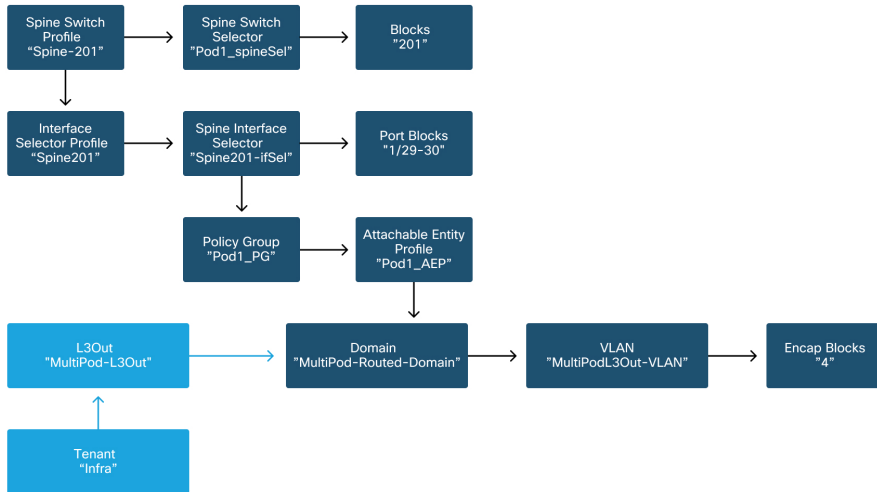 Spine Switch
Profile
“Spine-201”
Spine Switch
Selector
"Pod1_spineSel”
Blocks
”201”
Interface
Selector Profile
“Spine201”
Spine Interface
Selector
”Spine201-ifSel”
Port Blocks
"1/29-30"
Policy Group
"Pod1_PG"
Attachable Entity
Profile
”Pod1_AEP”
L3Out
"MultiPod-L3Out"
Domain
"MultiPod-Routed-Domain”
VLAN
”MultiPodL3Out-VLAN”
Encap Blocks
”4”
Tenant
“Infra”